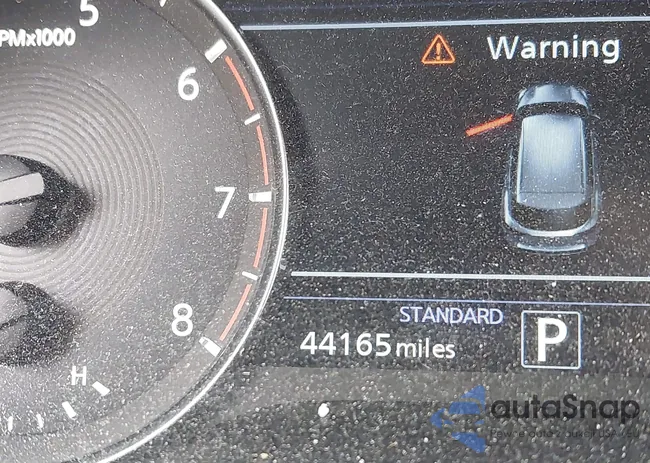 5
PMx1000
6
7
8
H
Warning
STANDARD
44165 miles
P
autoSnap